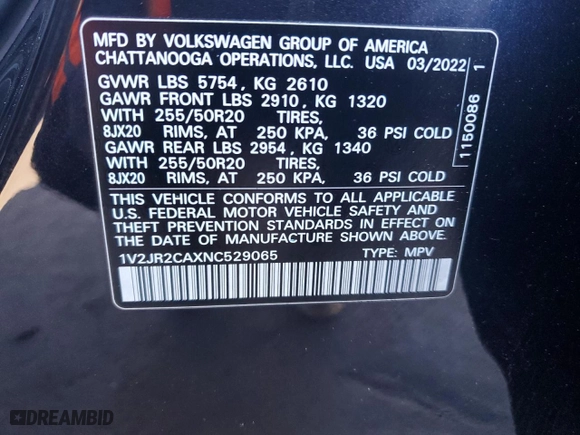 MFD BY VOLKSWAGEN GROUP OF AMERICA
CHATTANOOGA OPERATIONS, LLC. USA 03/2022
GVWR LBS 5754, KG 2610
GAWR FRONT LBS 2910, KG 1320
WITH 255/50R20 TIRES,
8JX20 RIMS, AT 250 KPA, 36 PSI COLD
GAWR REAR LBS 2954, KG 1340
WITH 255/50R20 TIRES,
8JX20 RIMS, AT 250 KPA, 36 PSI COLD
THIS VEHICLE CONFORMS TO ALL APPLICABLE
U.S. FEDERAL MOTOR VEHICLE SAFETY AND
THEFT PREVENTION STANDARDS IN EFFECT ON
THE DATE OF MANUFACTURE SHOWN ABOVE.
1V2JR2CAXNC529065 TYPE: MPV
1150086 1
DREAMBID